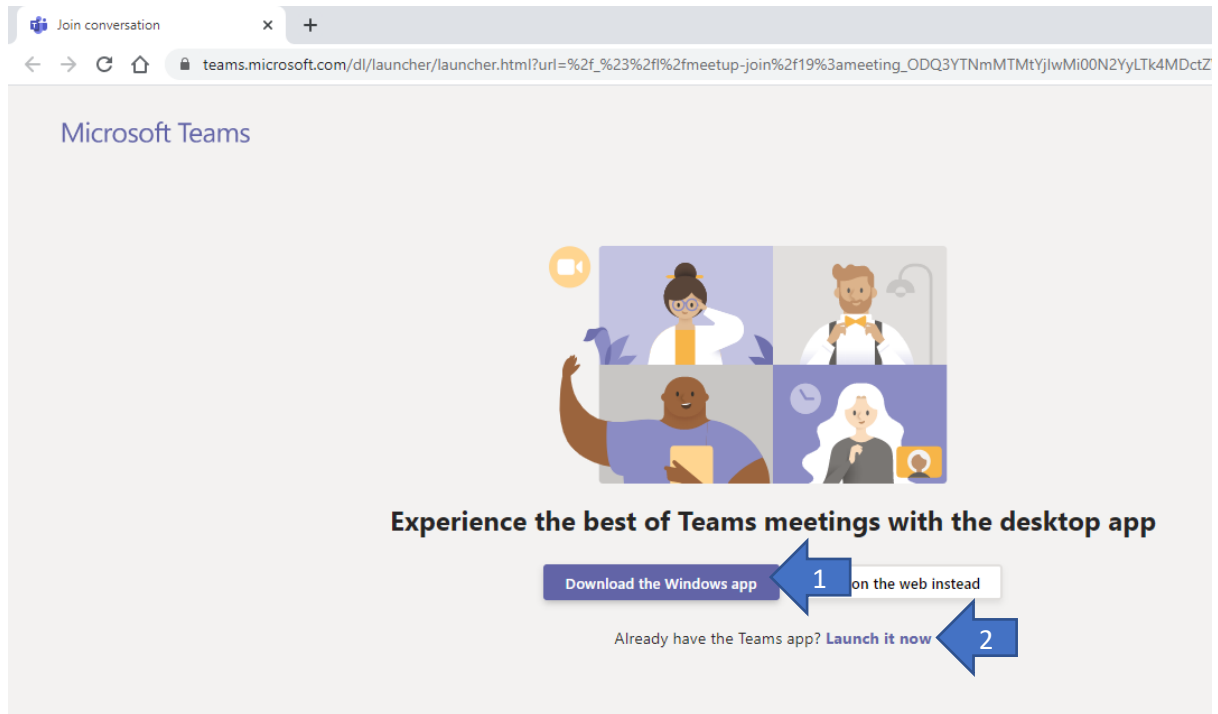 Join conversation
teams.microsoft.com/dl/launcher/launcher.html?url=%2f_%23%2fl%2fmeetup-join%2f19%3ameeting_ODQ3YTNmMTMtYjIwMi00N2YyLTk4MDctZ
Microsoft Teams
Experience the best of Teams meetings with the desktop app
Download the Windows app 1 on the web instead
Already have the Teams app? Launch it now 2